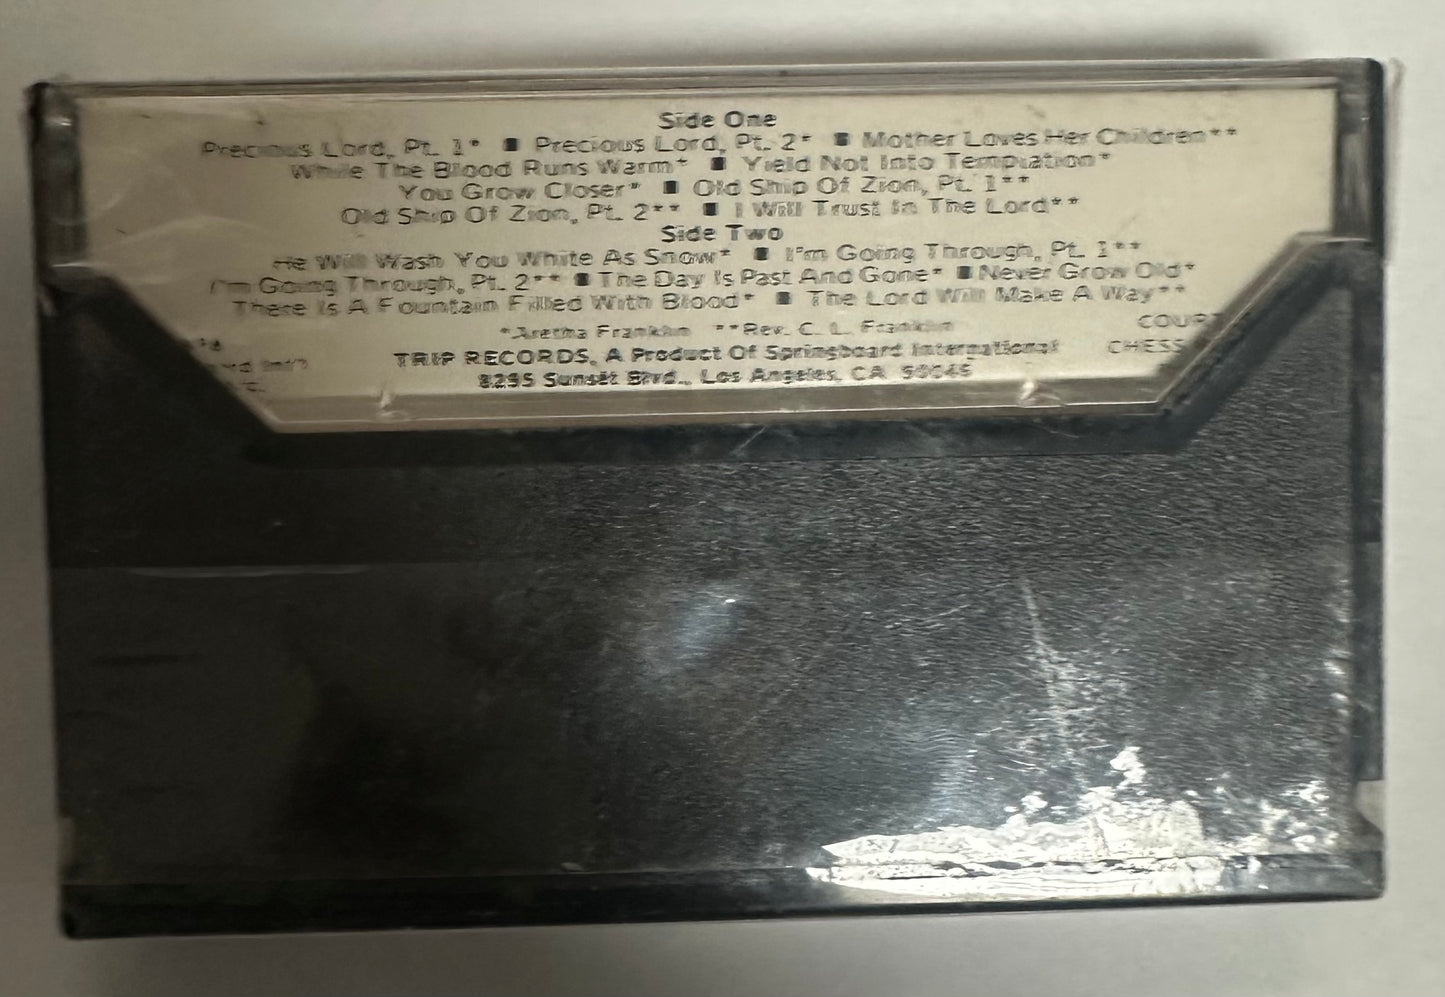 Side One
Precious Lord, Pt. 1* ■ Precious Lord, Pt. 2* ■ Mother Loves Her Children**
While The Blood Runs Warm* ■ Yield Not Into Temptation*
You Grow Closer* ■ Old Ship Of Zion, Pt. 1**
Old Ship Of Zion, Pt. 2** ■ I Will Trust In The Lord**
Side Two
He Will Wash You White As Snow* ■ I'm Going Through, Pt. 1**
I'm Going Through, Pt. 2** ■ The Day Is Past And Gone* ■ Never Grow Old*
There Is A Fountain Filled With Blood* ■ The Lord Will Make A Way**
*Aretha Franklin **Rev. C. L. Franklin
COURT
CHESS
TRIP RECORDS, A Product Of Springboard International
8295 Sunset Blvd., Los Angeles, CA